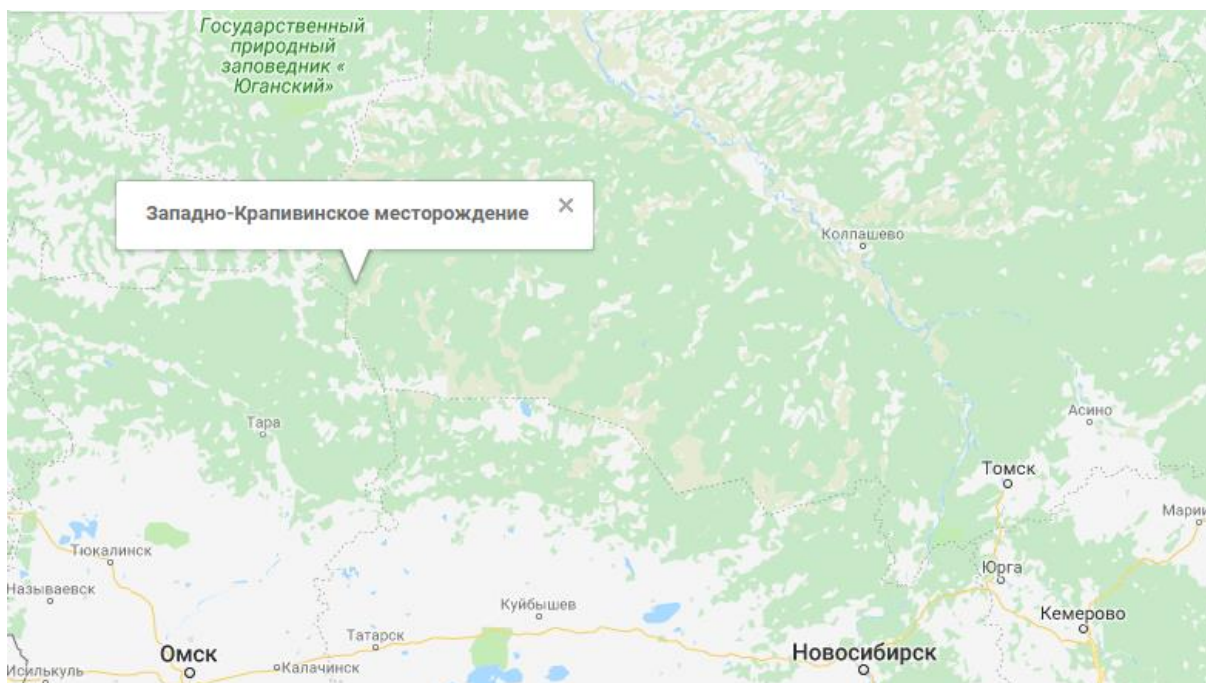 Государственный
природный
заповедник «
Юганский»
Западно-Крапивинское месторождение
×
Колпашево
Тара
Асино
Томск
Марии
Тюкалинск
Юрга
Называевск
Куйбышев
Кемерово
Татарск
Омск
Новосибирск
Калачинск
Исилькуль